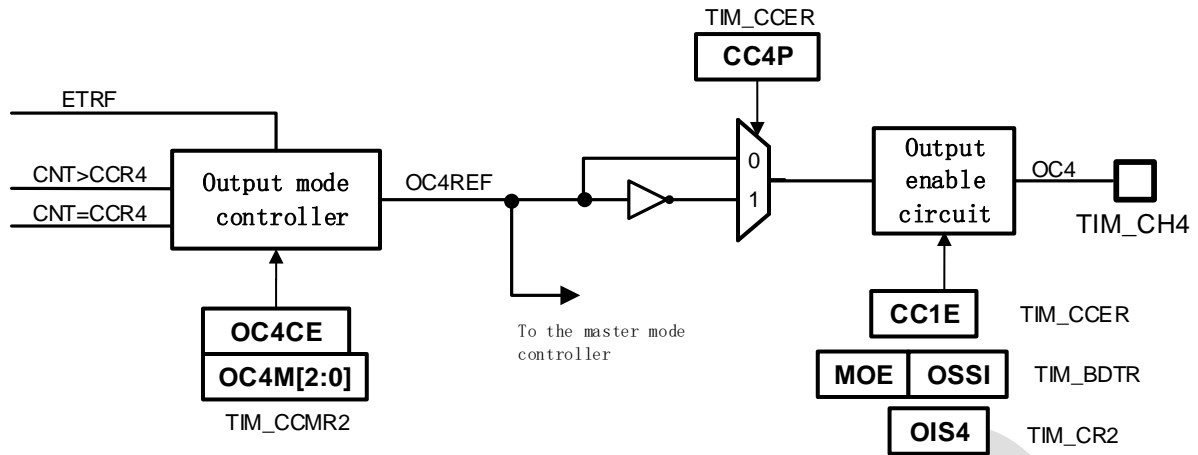 TIM_CCER
CC4P
ETRF
CNT>CCR4
CNT=CCR4
Output mode
controller
OC4REF
0
1
Output
enable
circuit
OC4
TIM_CH4
To the master mode
controller
OC4CE
OC4M[2:0]
TIM_CCMR2
CC1E
TIM_CCER
MOE OSSI
TIM_BDTR
OIS4
TIM_CR2